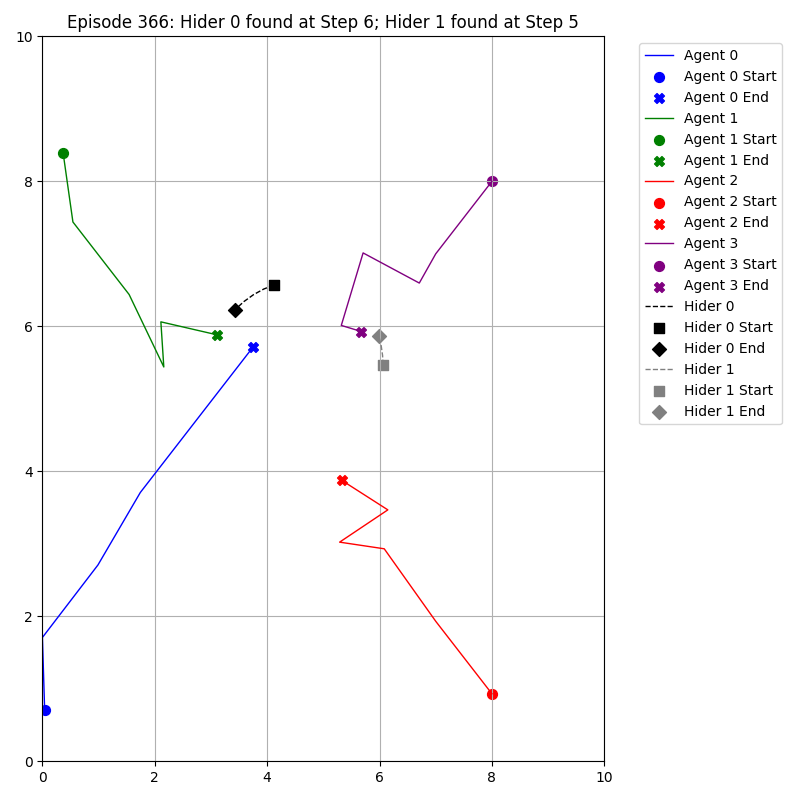 Episode 366: Hider 0 found at Step 6; Hider 1 found at Step 5
10
8
6
4
2
0
0
2
4
6
8
10
Agent 0
Agent 0 Start
Agent 0 End
Agent 1
Agent 1 Start
Agent 1 End
Agent 2
Agent 2 Start
Agent 2 End
Agent 3
Agent 3 Start
Agent 3 End
Hider 0
Hider 0 Start
Hider 0 End
Hider 1
Hider 1 Start
Hider 1 End